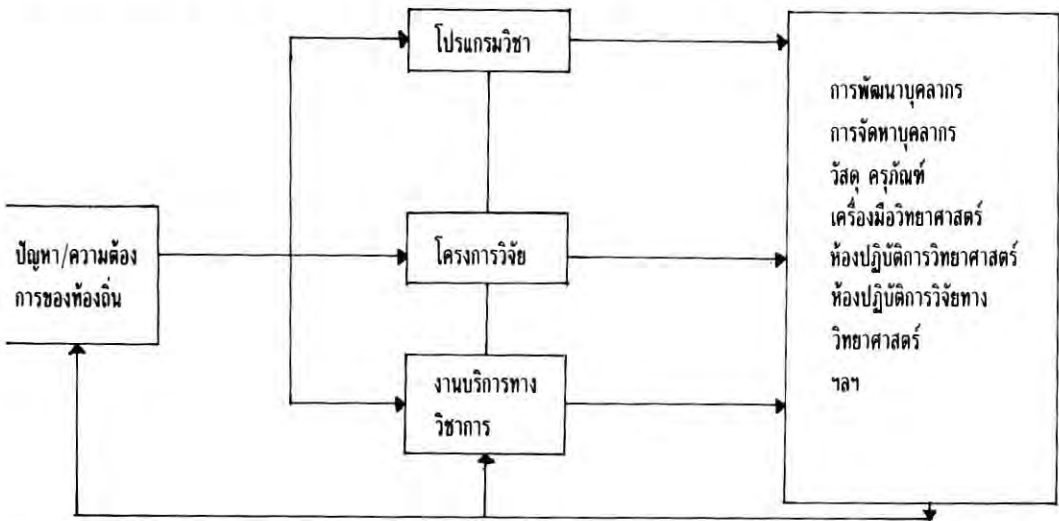 ปัญหา/ความต้อง
การของท้องถิ่น
โปรแกรมวิชา
โครงการวิจัย
งานบริการทาง
วิชาการ
การพัฒนาบุคลากร
การจัดหาบุคลากร
วัสดุ ครุภัณฑ์
เครื่องมือวิทยาศาสตร์
ห้องปฏิบัติการวิทยาศาสตร์
ห้องปฏิบัติการวิจัยทาง
วิทยาศาสตร์
ฯลฯ